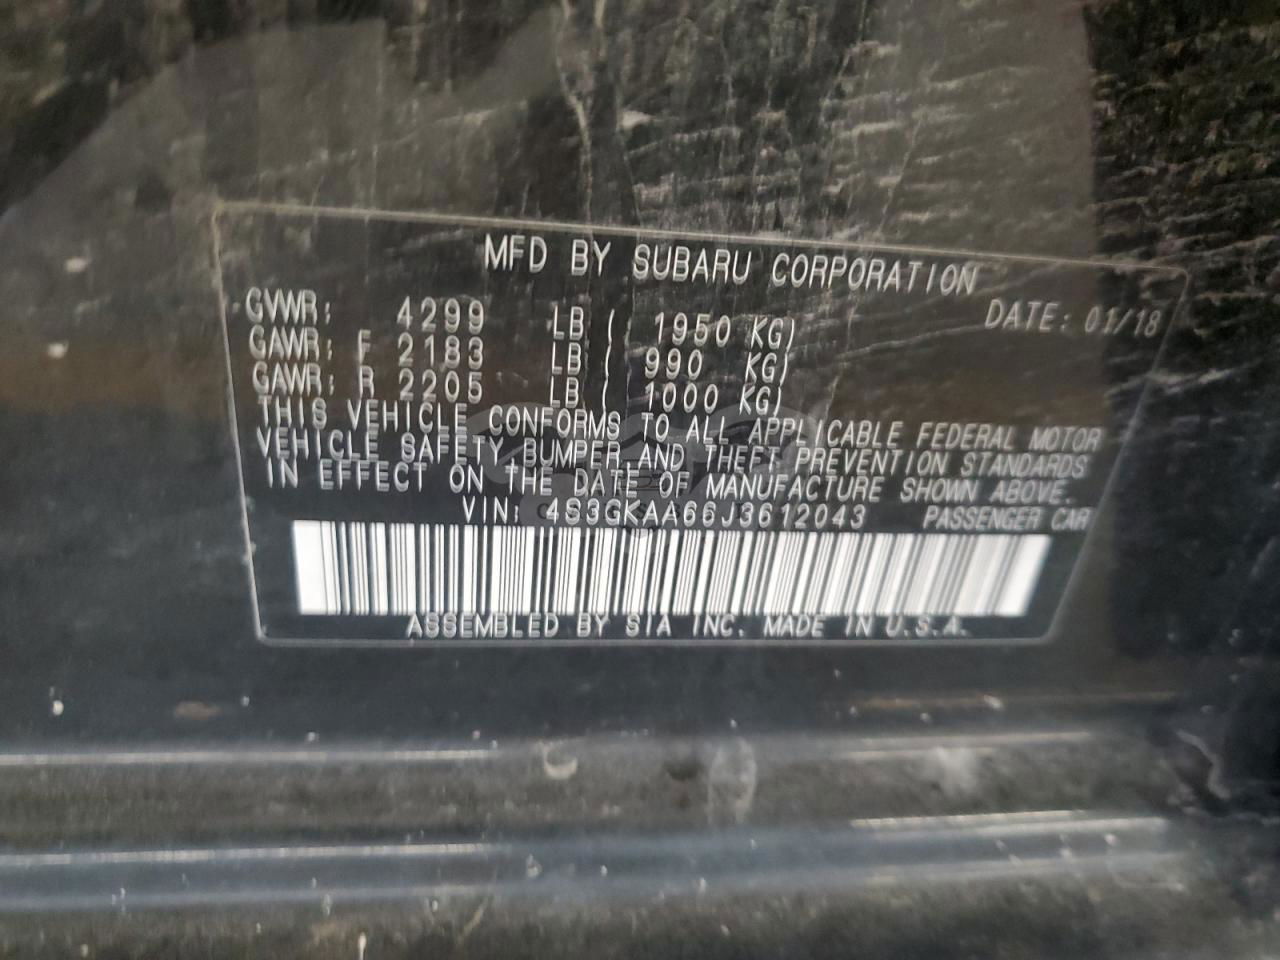 MFD BY SUBARU CORPORATION
GVWR: 4299 LB ( 1950 KG) DATE: 01/18
GAWR: F 2183 LB ( 990 KG)
GAWR: R 2205 LB ( 1000 KG)
THIS VEHICLE CONFORMS TO ALL APPLICABLE FEDERAL MOTOR
VEHICLE SAFETY, BUMPER AND THEFT PREVENTION STANDARDS
IN EFFECT ON THE DATE OF MANUFACTURE SHOWN ABOVE.
VIN: 4S3GKAA66J3612043 PASSENGER CAR
ASSEMBLED BY SIA INC. MADE IN U.S.A.